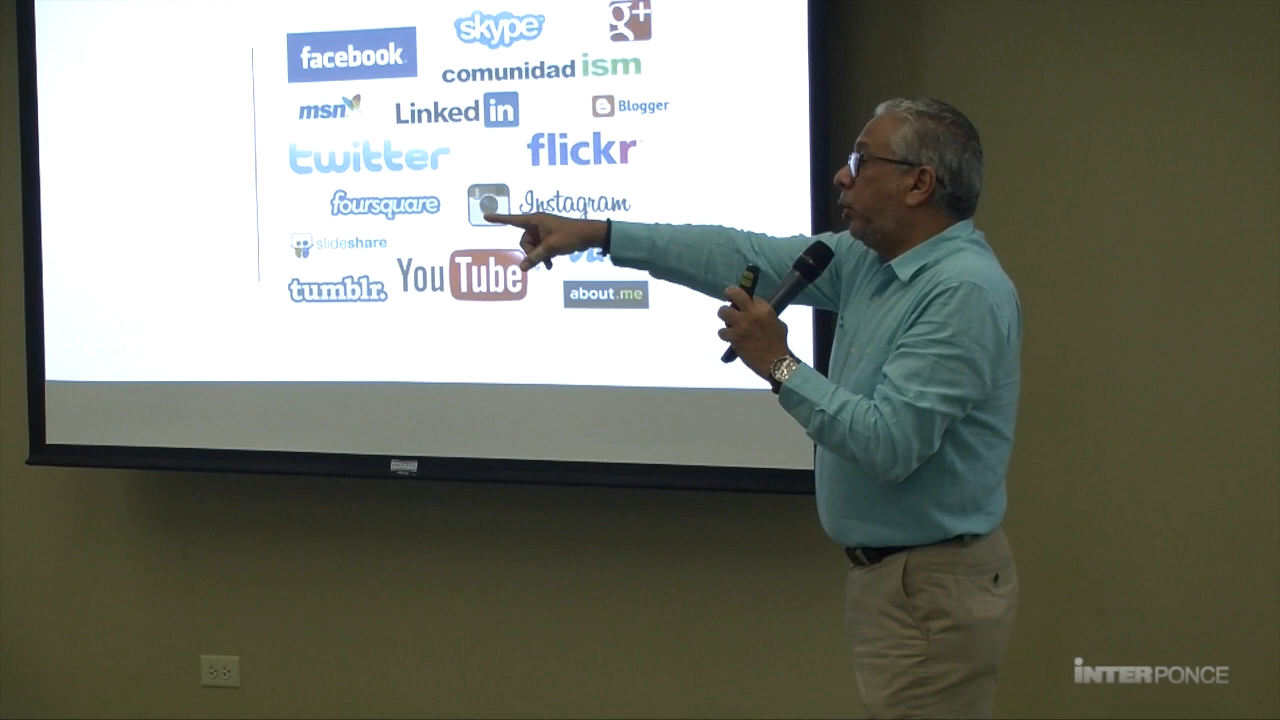 skype
g+
facebook
comunidad ism
msn
Linked in
Blogger
twitter
flickr
foursquare
Instagram
slideshare
You Tube
tumblr.
about.me
iNTERPONCE